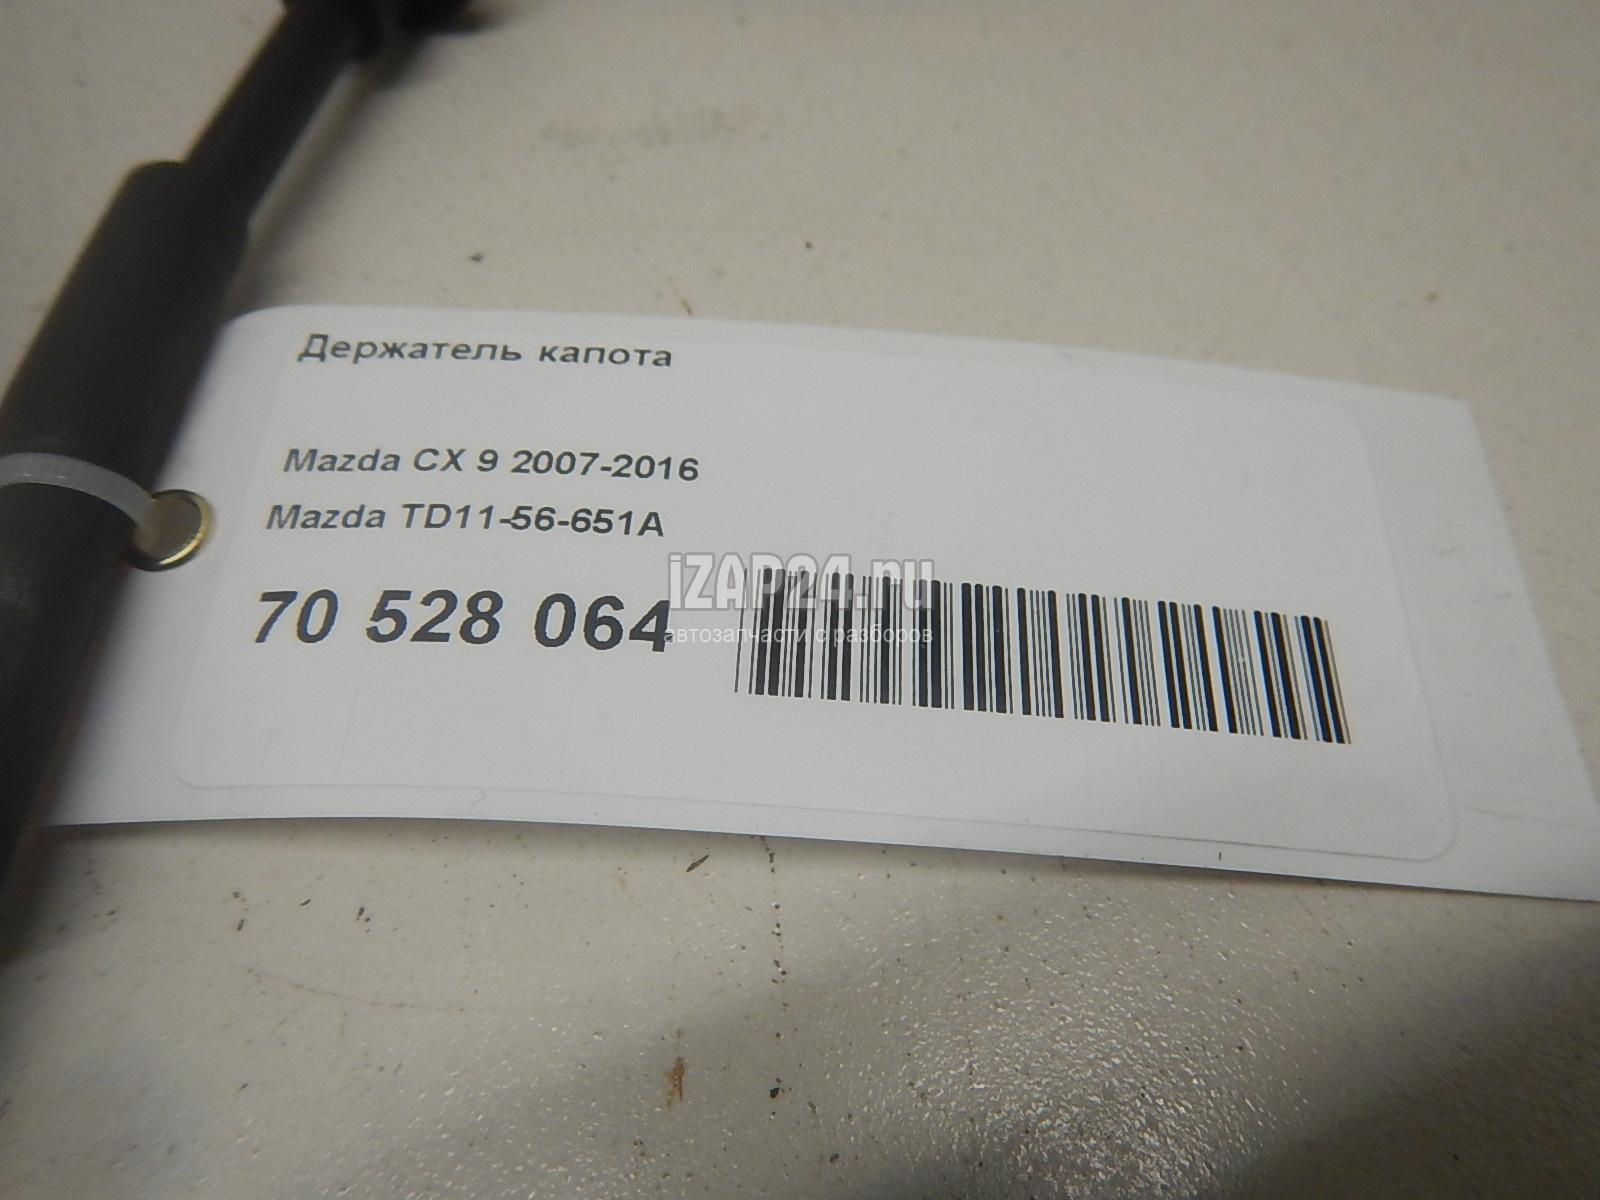 Держатель капота
Mazda CX 9 2007-2016
Mazda TD11-56-651A
70 528 064
iZAP24.ru
автозапчасти с разборов